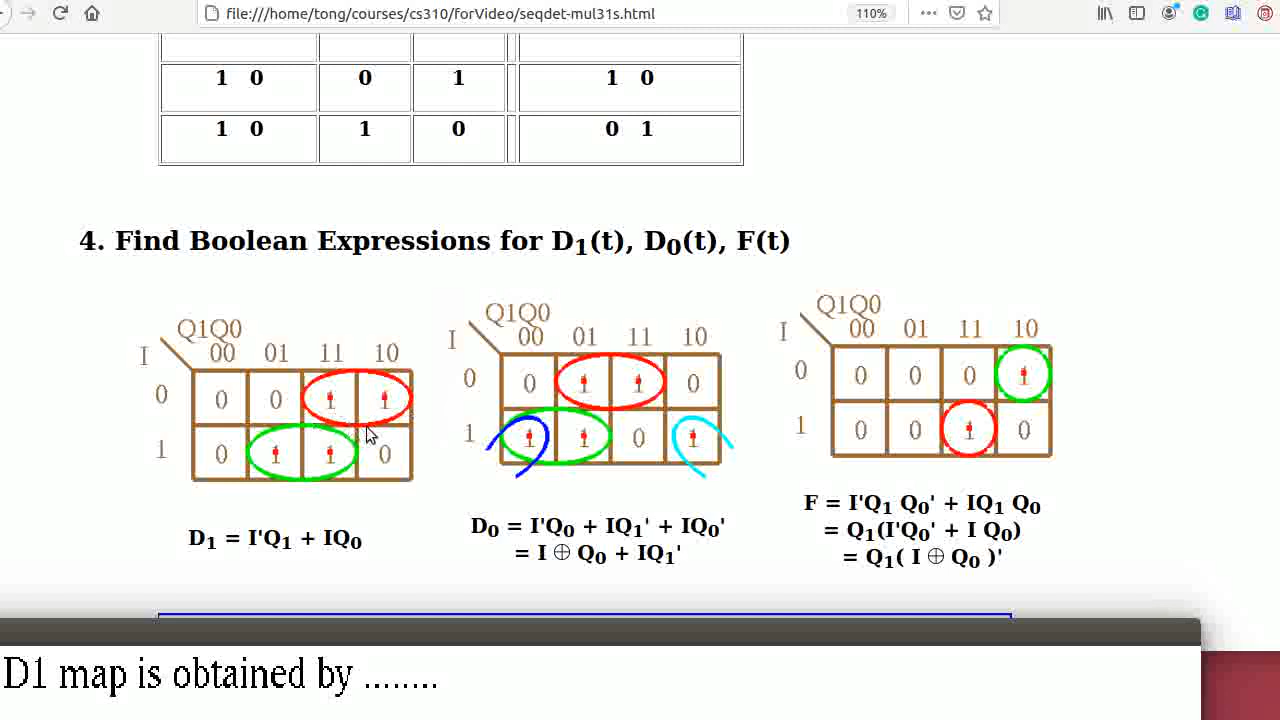 file:///home/tong/courses/cs310/forVideo/seqdet-mul31s.html 110%
1 0 0 1 1 0
1 0 1 0 0 1
4. Find Boolean Expressions for D1(t), D0(t), F(t)
Q1Q0
I 00 01 11 10
0 0 0 1 1
1 0 1 1 0
D1 = I'Q1 + IQ0
Q1Q0
I 00 01 11 10
0 0 1 1 0
1 1 1 0 1
D0 = I'Q0 + IQ1' + IQ0'
= I ⊕ Q0 + IQ1'
Q1Q0
I 00 01 11 10
0 0 0 0 1
1 0 0 1 0
F = I'Q1 Q0' + IQ1 Q0
= Q1(I'Q0' + I Q0)
= Q1( I ⊕ Q0 )'
D1 map is obtained by ........